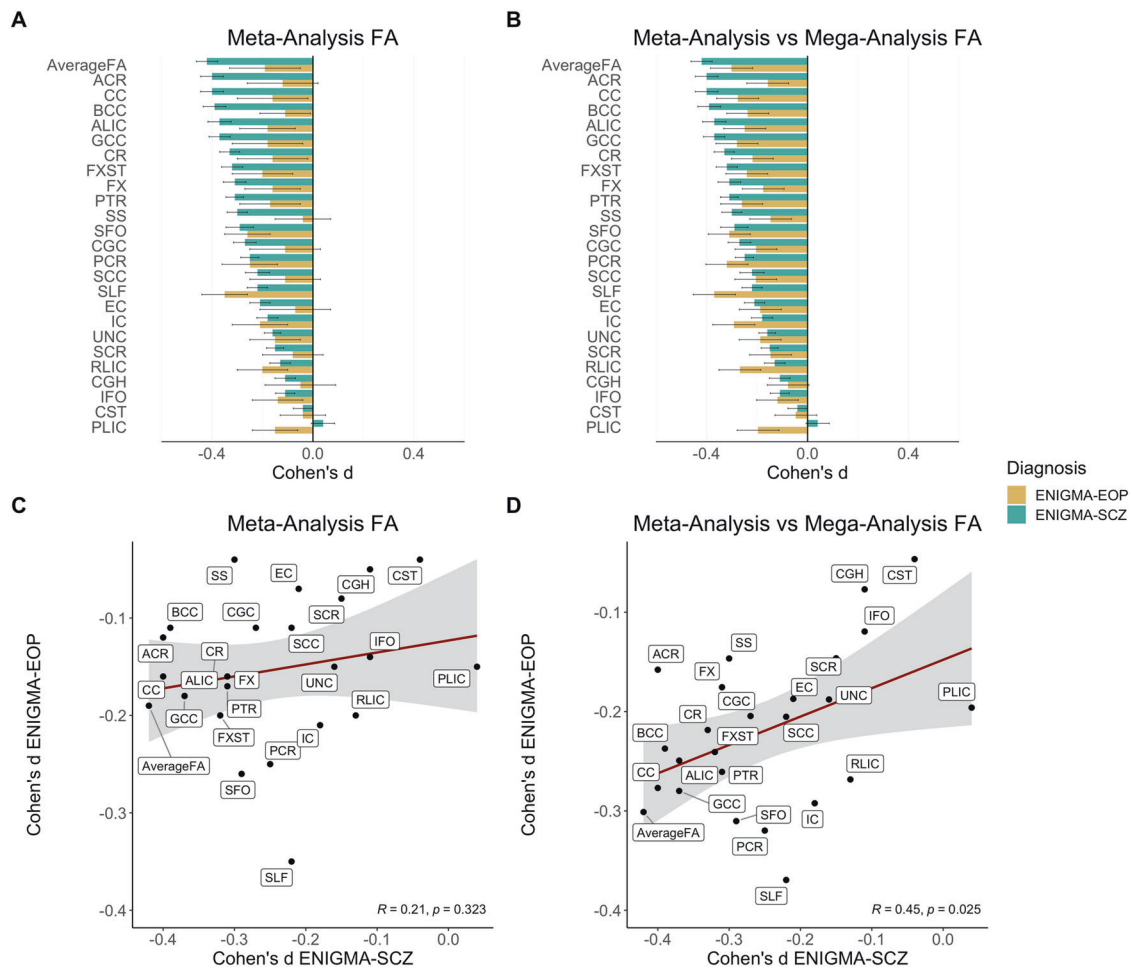 A
Meta-Analysis FA
AverageFA
ACR
CC
BCC
ALIC
GCC
CR
FXST
FX
PTR
SS
SFO
CGC
PCR
SCC
SLF
EC
IC
UNC
SCR
RLIC
CGH
IFO
CST
PLIC
-0.4
0.0
0.4
Cohen's d
B
Meta-Analysis vs Mega-Analysis FA
AverageFA
ACR
CC
BCC
ALIC
GCC
CR
FXST
FX
PTR
SS
SFO
CGC
PCR
SCC
SLF
EC
IC
UNC
SCR
RLIC
CGH
IFO
CST
PLIC
-0.4
0.0
0.4
Cohen's d
Diagnosis
ENIGMA-EOP
ENIGMA-SCZ
C
Meta-Analysis FA
Cohen's d ENIGMA-EOP
-0.1
-0.2
-0.3
-0.4
SS
EC
CGH
CST
BCC
CGC
SCR
ACR
CR
SCC
IFO
CC
ALIC
FX
UNC
PLIC
GCC
PTR
RLIC
FXST
IC
PCR
AverageFA
SFO
SLF
R = 0.21, p = 0.323
-0.4
-0.3
-0.2
-0.1
0.0
Cohen's d ENIGMA-SCZ
D
Meta-Analysis vs Mega-Analysis FA
Cohen's d ENIGMA-EOP
-0.1
-0.2
-0.3
-0.4
CGH
CST
IFO
ACR
SS
FX
SCR
EC
UNC
PLIC
CGC
CR
SCC
BCC
FXST
CC
ALIC
PTR
RLIC
GCC
SFO
IC
AverageFA
PCR
SLF
R = 0.45, p = 0.025
-0.4
-0.3
-0.2
-0.1
0.0
Cohen's d ENIGMA-SCZ